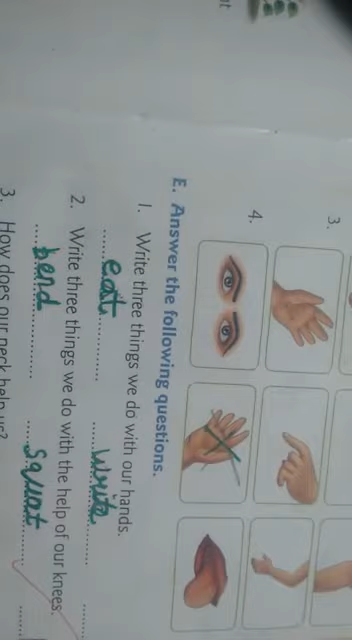 3.
4.
E. Answer the following questions.
1. Write three things we do with our hands.
eat write
2. Write three things we do with the help of our knees.
bend squat
3. How does our neck help us?